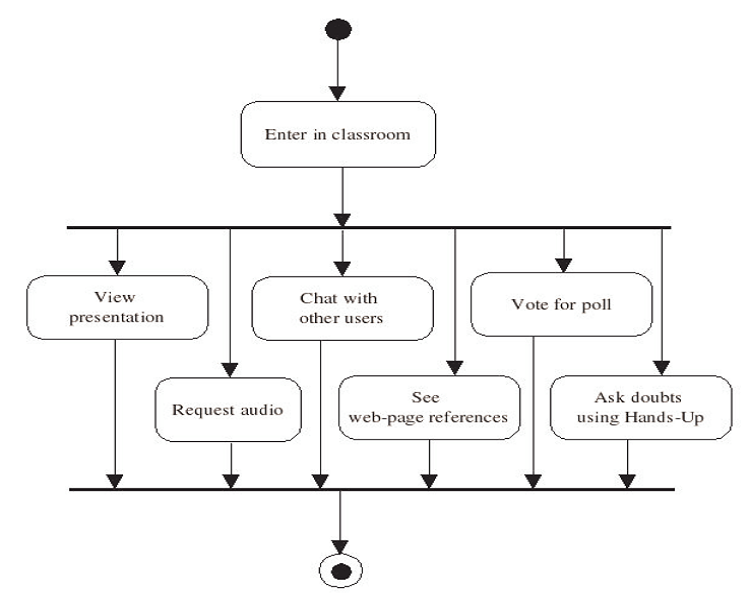 Enter in classroom
View
presentation
Chat with
other users
Vote for poll
Request audio
See
web-page references
Ask doubts
using Hands-Up